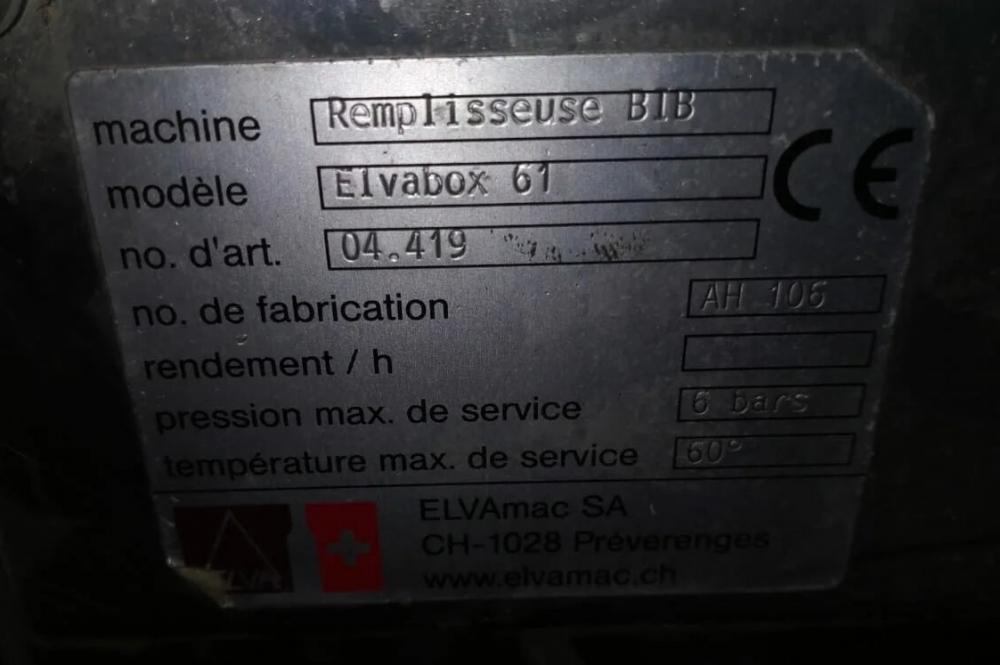 machine Remplisseuse BIB
modèle Elvabox 61
no. d'art. 04.419
no. de fabrication AH 106
rendement / h
pression max. de service 6 bars
température max. de service 60°
CE
ELVAmac SA
CH-1028 Préverenges
www.elvamac.ch